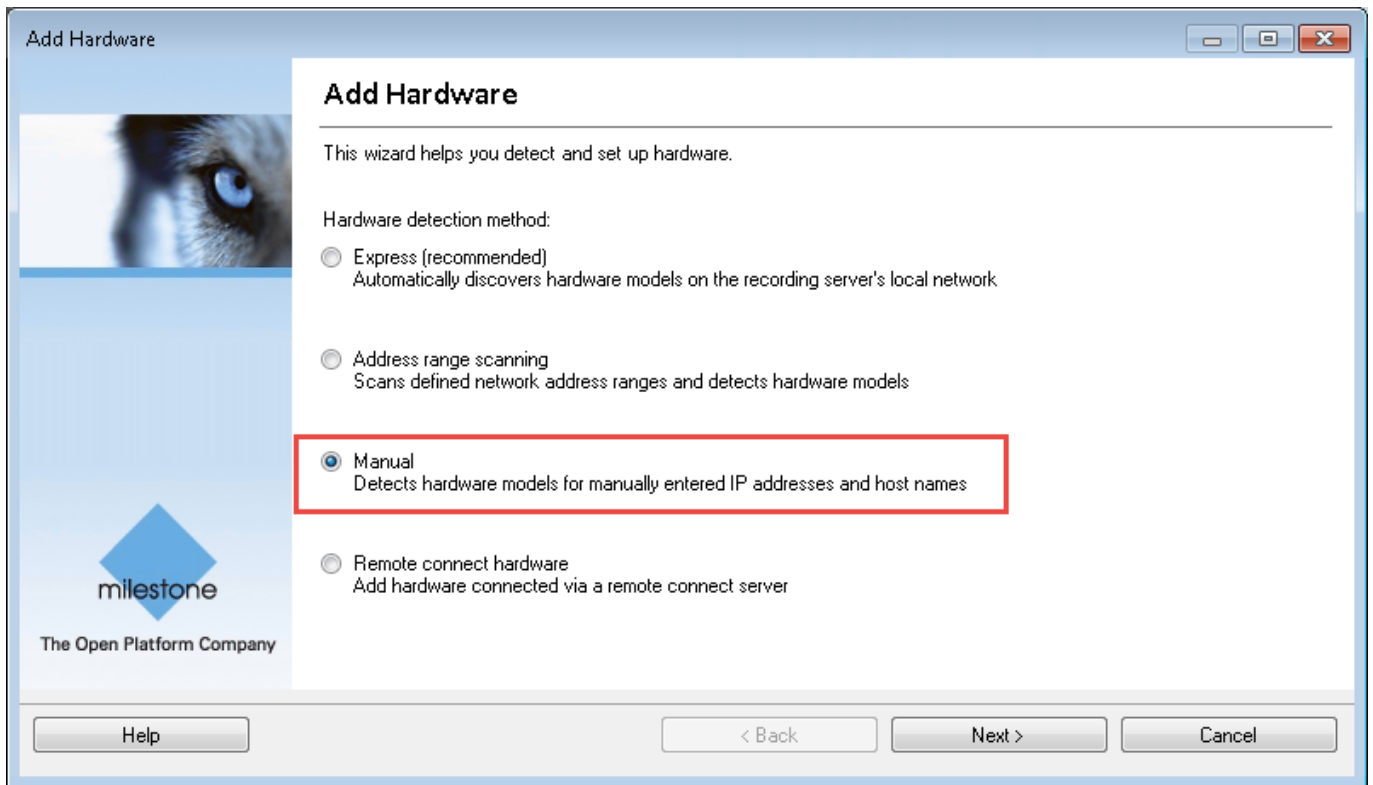 Add Hardware
Add Hardware
This wizard helps you detect and set up hardware.
Hardware detection method:
Express (recommended)
Automatically discovers hardware models on the recording server's local network
Address range scanning
Scans defined network address ranges and detects hardware models
Manual
Detects hardware models for manually entered IP addresses and host names
Remote connect hardware
Add hardware connected via a remote connect server
milestone
The Open Platform Company
Help
< Back
Next >
Cancel